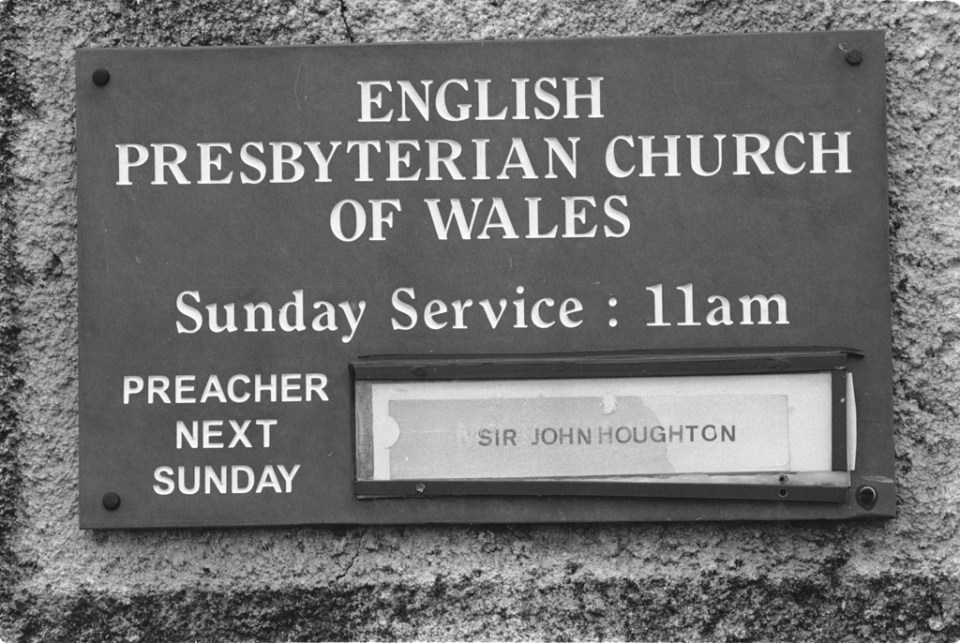 ENGLISH
PRESBYTERIAN CHURCH
OF WALES
Sunday Service : 11am
PREACHER
NEXT
SUNDAY
SIR JOHN HOUGHTON